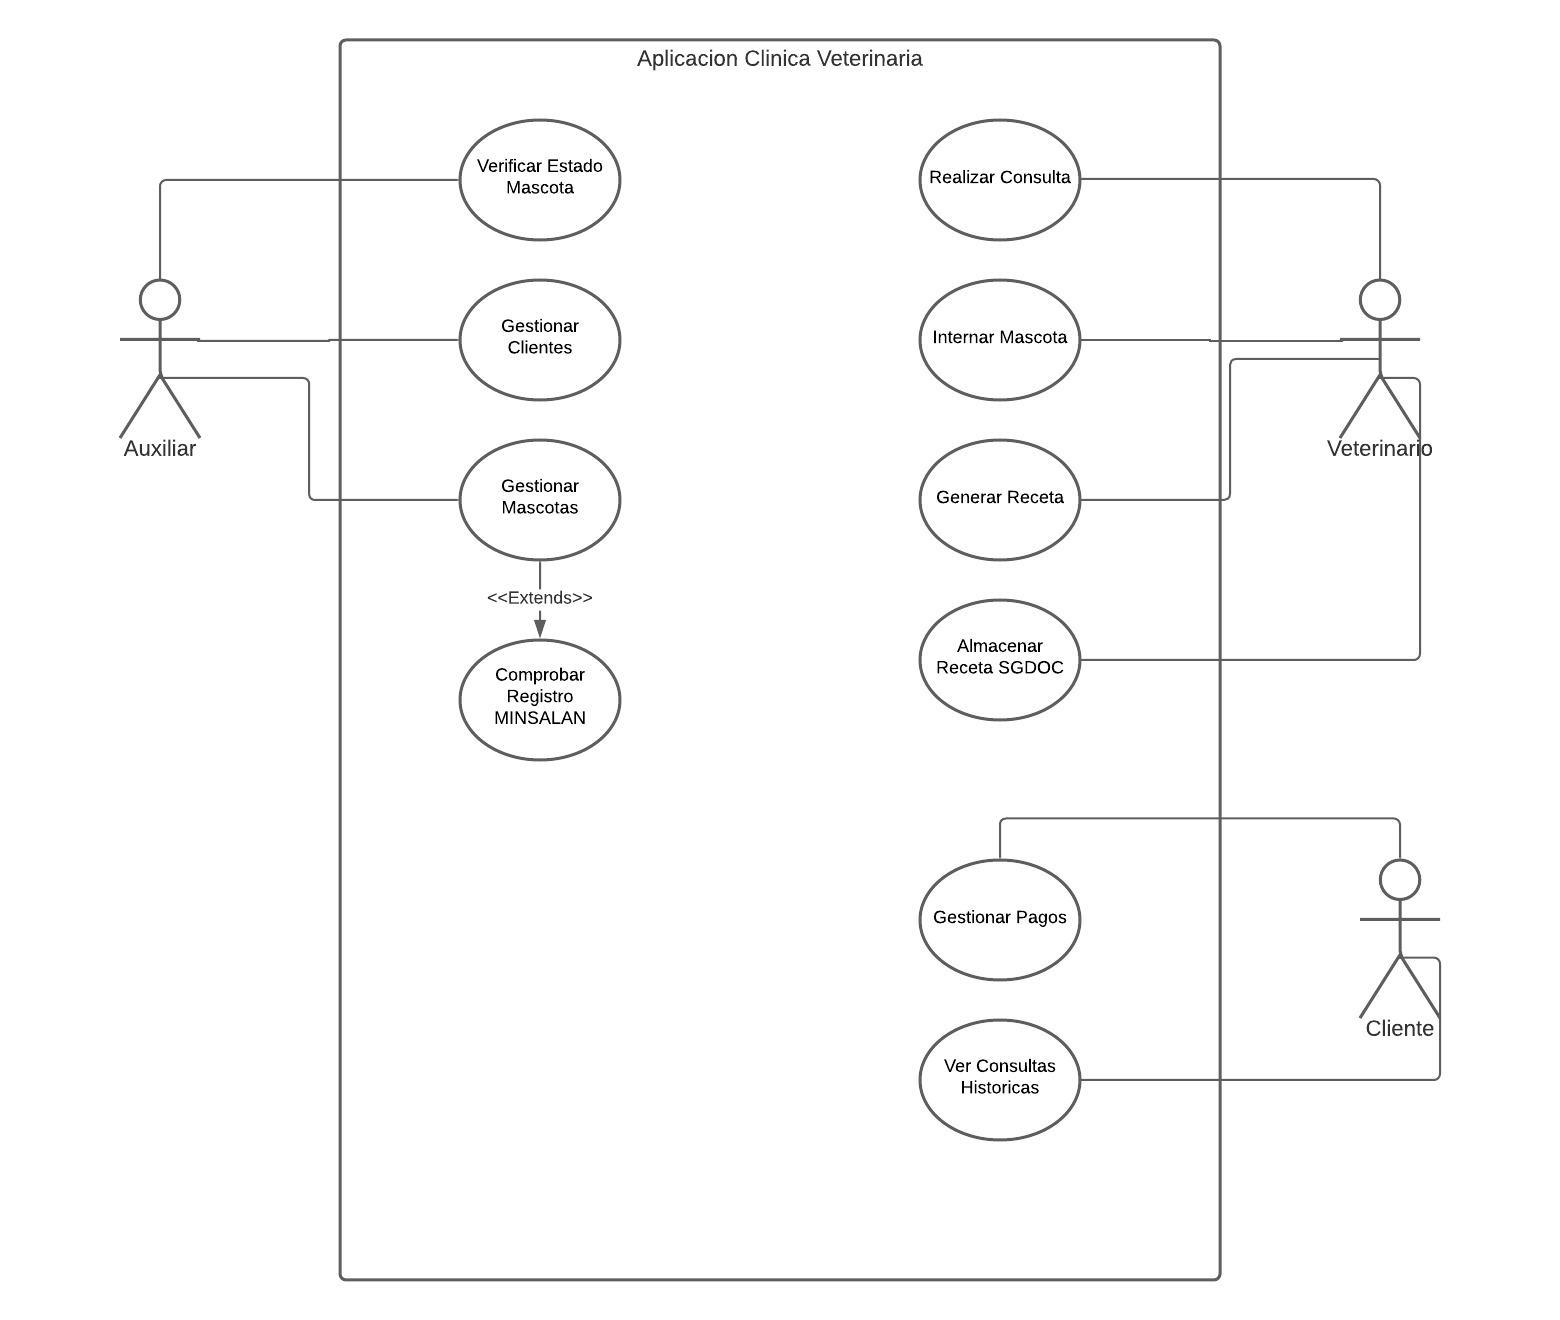 Aplicacion Clinica Veterinaria
Verificar Estado
Mascota
Realizar Consulta
Gestionar
Clientes
Internar Mascota
Auxiliar
Veterinario
Gestionar
Mascotas
Generar Receta
<<Extends>>
Almacenar
Receta SGDOC
Comprobar
Registro
MINSALAN
Gestionar Pagos
Cliente
Ver Consultas
Historicas